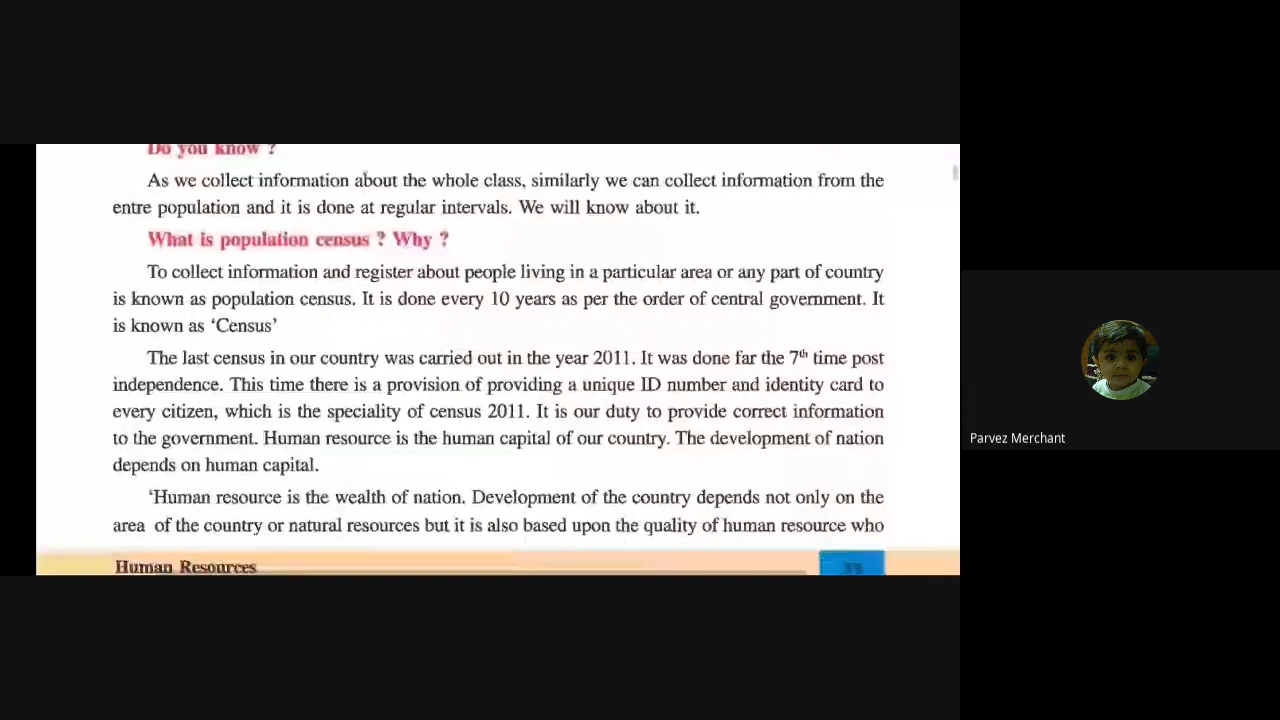 Do you know ?
As we collect information about the whole class, similarly we can collect information from the
entre population and it is done at regular intervals. We will know about it.
What is population census ? Why ?
To collect information and register about people living in a particular area or any part of country
is known as population census. It is done every 10 years as per the order of central government. It
is known as ‘Census’
The last census in our country was carried out in the year 2011. It was done far the 7th time post
independence. This time there is a provision of providing a unique ID number and identity card to
every citizen, which is the speciality of census 2011. It is our duty to provide correct information
to the government. Human resource is the human capital of our country. The development of nation
depends on human capital.
‘Human resource is the wealth of nation. Development of the country depends not only on the
area of the country or natural resources but it is also based upon the quality of human resource who
Human Resources
Parvez Merchant